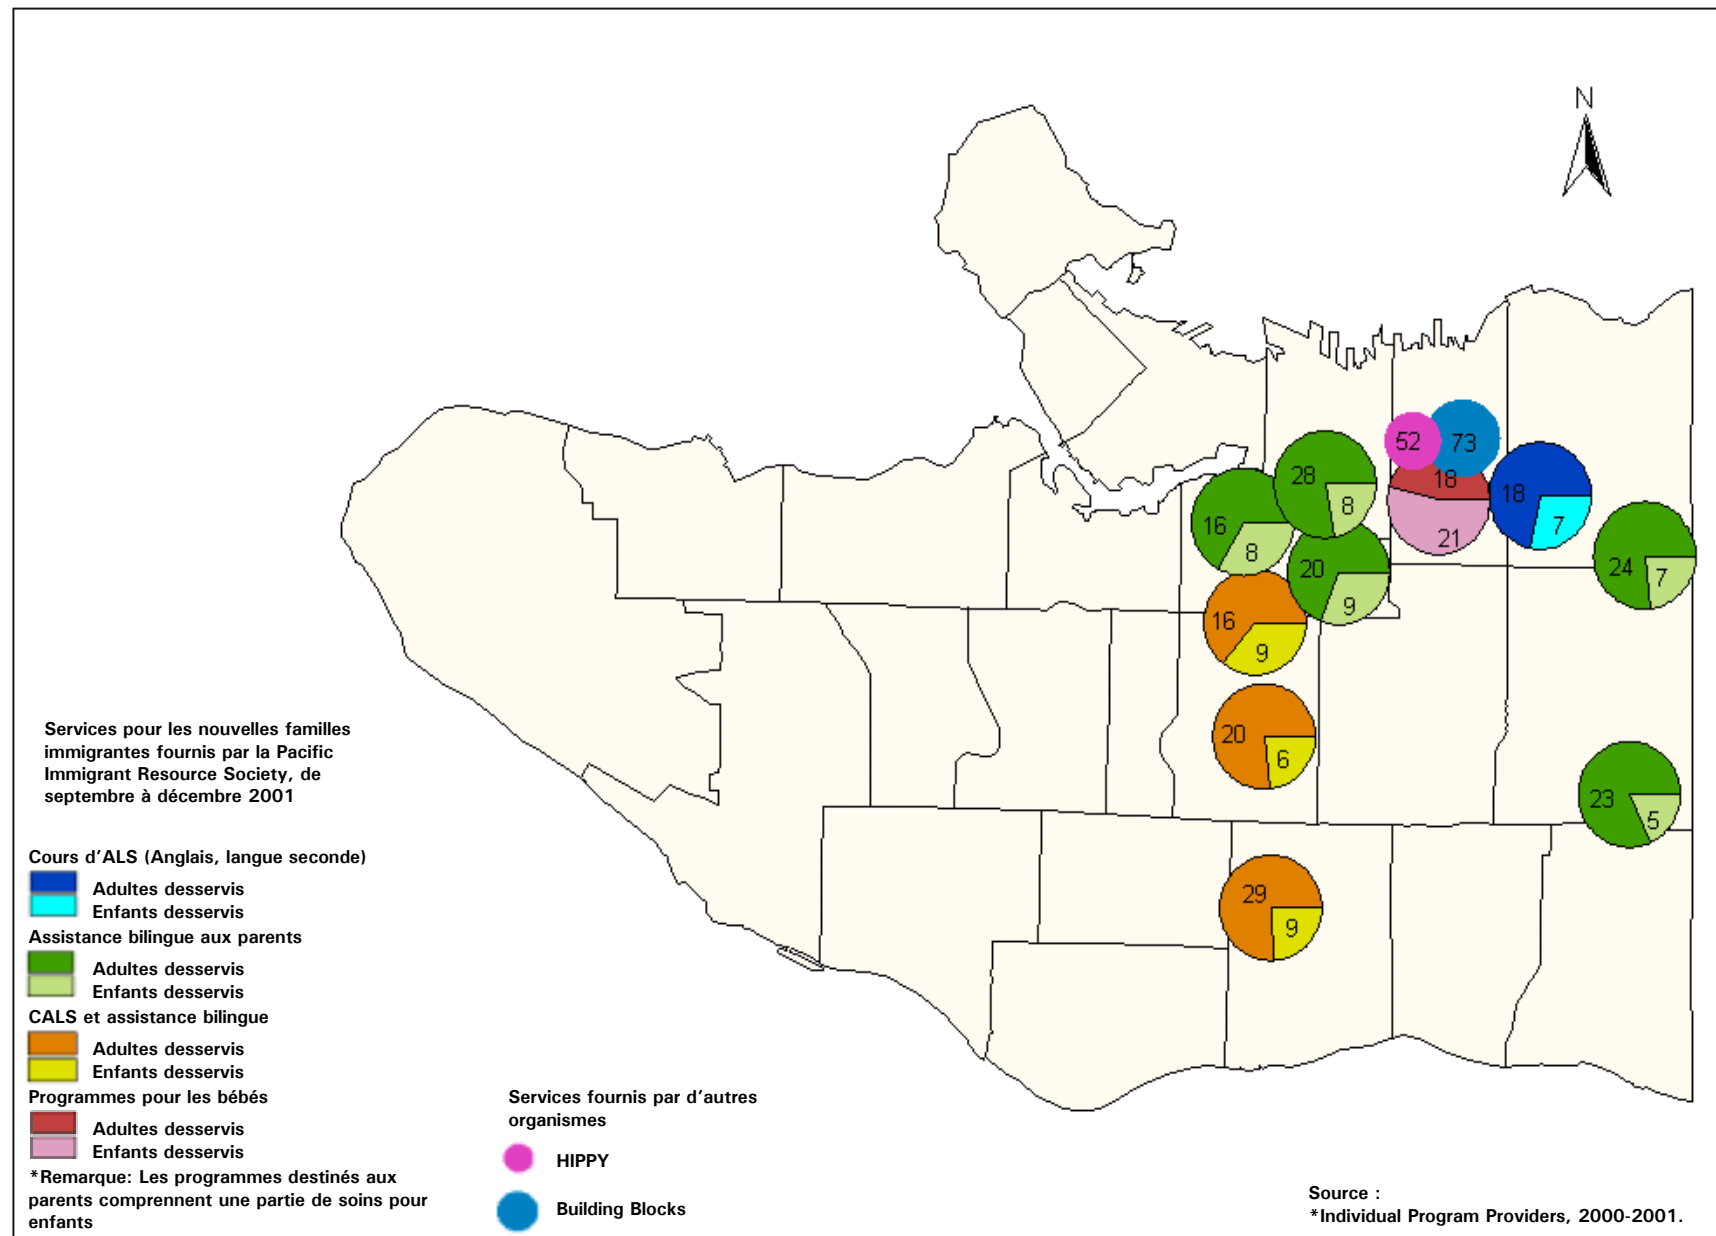 N
52
73
28
18
18
8
16
7
21
8
20
24
7
9
16
9
20
6
23
5
29
9
Services pour les nouvelles familles
immigrantes fournis par la Pacific
Immigrant Resource Society, de
septembre à décembre 2001
Cours d'ALS (Anglais, langue seconde)
Adultes desservis
Enfants desservis
Assistance bilingue aux parents
Adultes desservis
Enfants desservis
CALS et assistance bilingue
Adultes desservis
Enfants desservis
Programmes pour les bébés
Adultes desservis
Enfants desservis
*Remarque: Les programmes destinés aux
parents comprennent une partie de soins pour
enfants
Services fournis par d'autres
organismes
HIPPY
Building Blocks
Source :
*Individual Program Providers, 2000-2001.